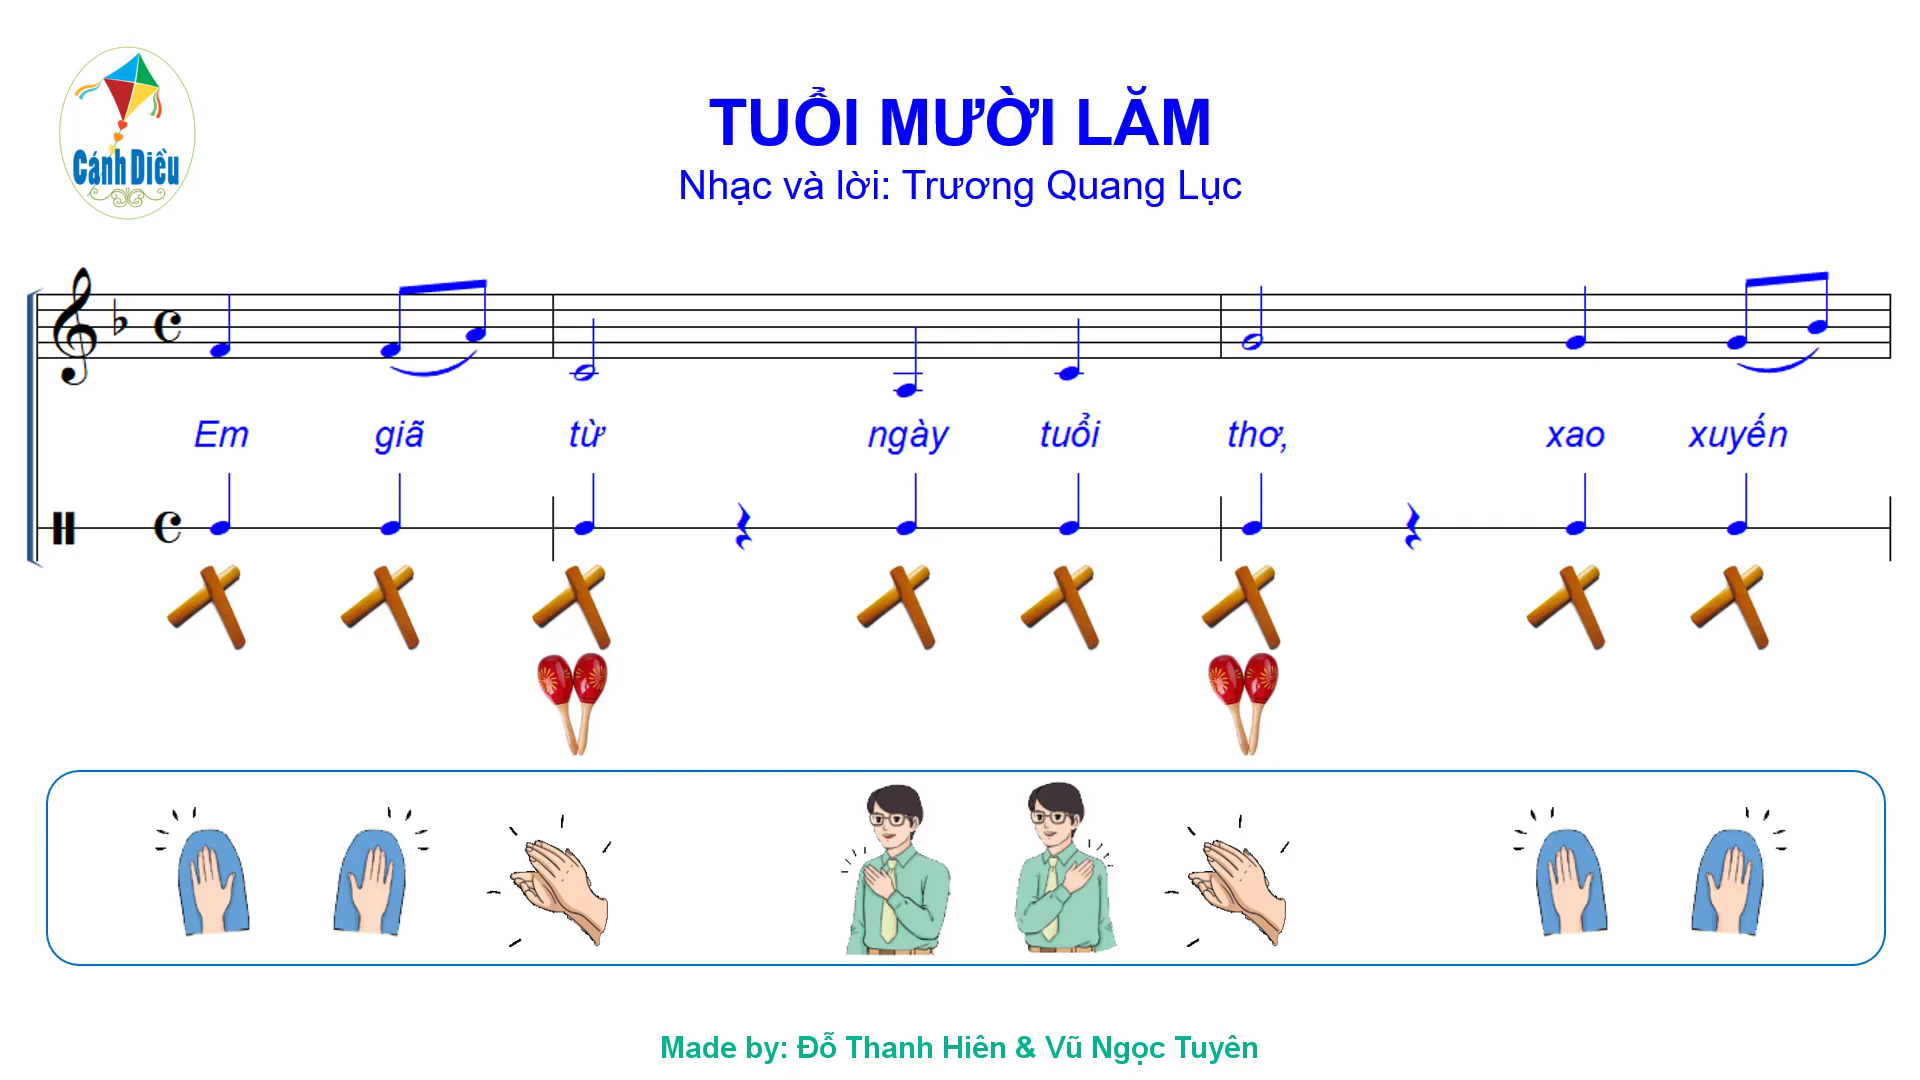 Cánh Diều
TUỔI MƯỜI LĂM
Nhạc và lời: Trương Quang Lục
Em giã từ ngày tuổi thơ, xao xuyến
Made by: Đỗ Thanh Hiên & Vũ Ngọc Tuyên